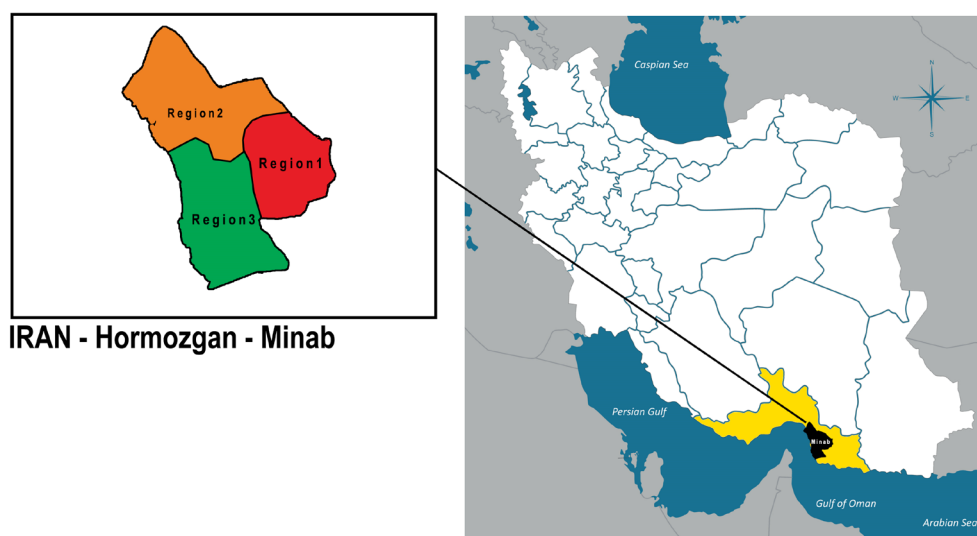 Region2
Region1
Region3
IRAN - Hormozgan - Minab
Caspian Sea
N
W
E
S
Persian Gulf
Minab
Gulf of Oman
Arabian Sea